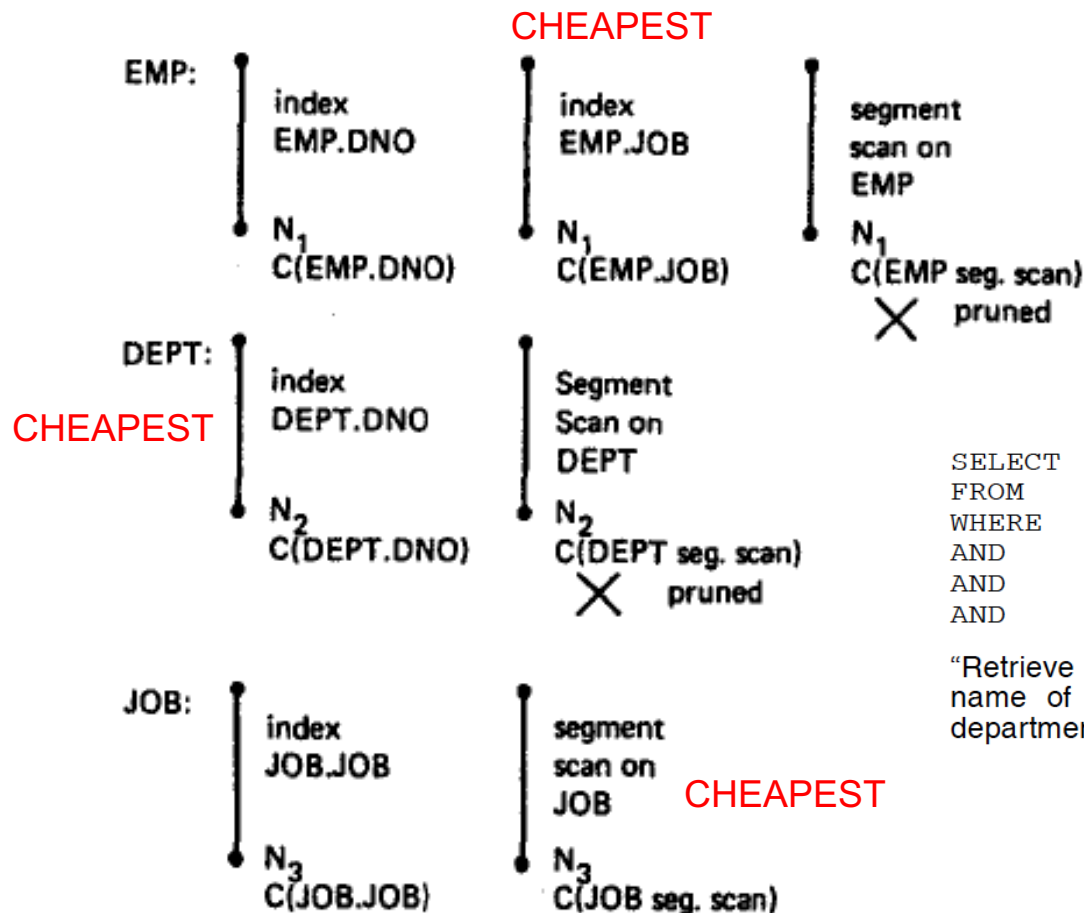 CHEAPEST
EMP:
index
EMP.DNO
N1
C(EMP.DNO)
index
EMP.JOB
N1
C(EMP.JOB)
segment
scan on
EMP
N1
C(EMP seg. scan)
pruned
DEPT:
CHEAPEST
index
DEPT.DNO
N2
C(DEPT.DNO)
Segment
Scan on
DEPT
N2
C(DEPT seg. scan)
pruned
SELECT
FROM
WHERE
AND
AND
AND
“Retrieve
name of
departmen
JOB:
index
JOB.JOB
N3
C(JOB.JOB)
segment
scan on
JOB
CHEAPEST
N3
C(JOB seg. scan)